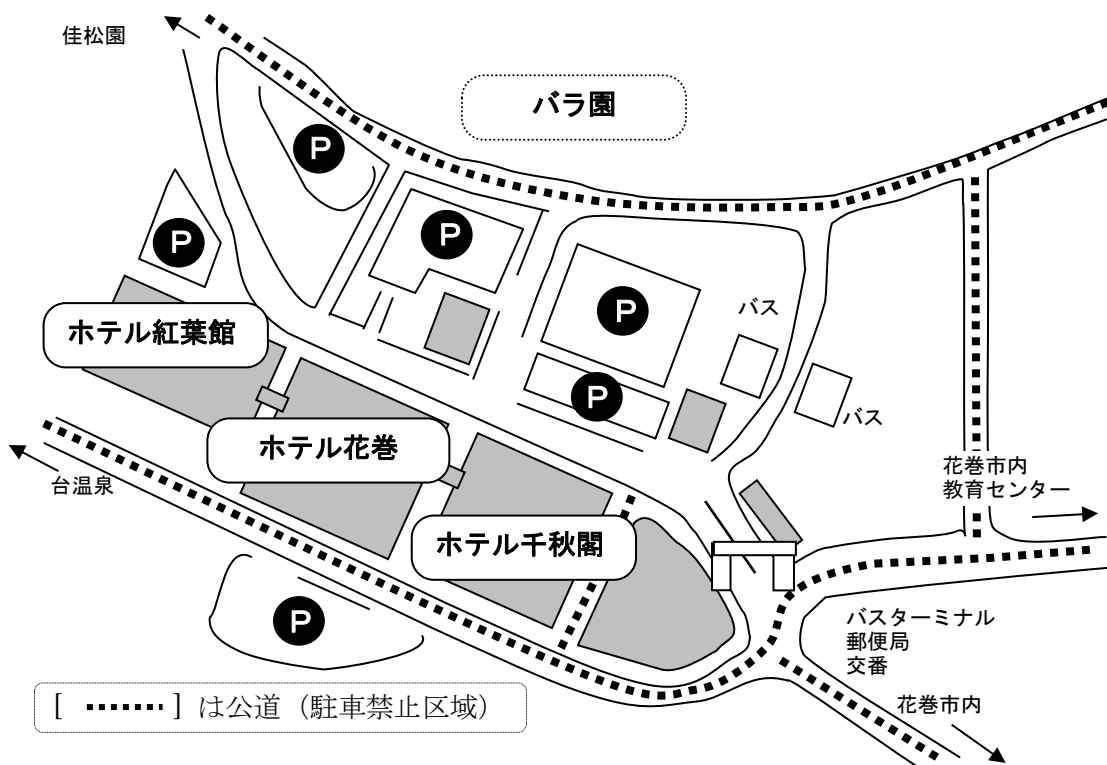 佳松園
バラ園
P
P
P
P
バス
ホテル紅葉館
P
バス
ホテル花巻
台温泉
花巻市内
教育センター
ホテル千秋閣
P
バスターミナル
郵便局
交番
花巻市内
[ ▪▪▪▪▪▪▪▪ ] は公道（駐車禁止区域）